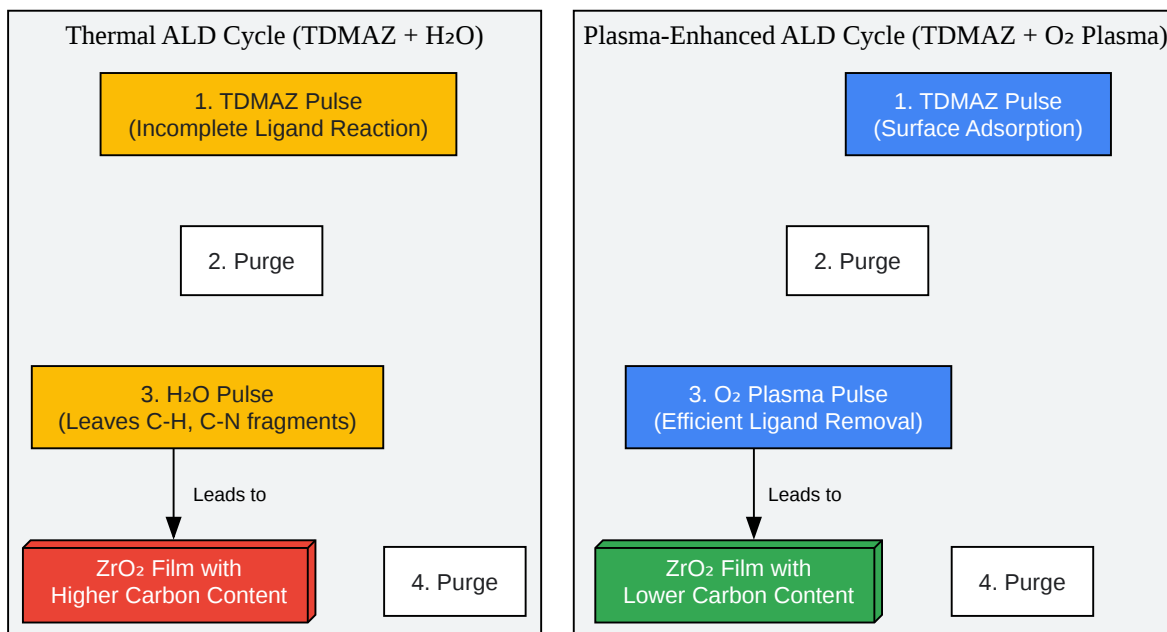 Thermal ALD Cycle (TDMAZ + H₂O)
1. TDMAZ Pulse
(Incomplete Ligand Reaction)
2. Purge
3. H₂O Pulse
(Leaves C-H, C-N fragments)
Leads to
ZrO₂ Film with
Higher Carbon Content
4. Purge
Plasma-Enhanced ALD Cycle (TDMAZ + O₂ Plasma)
1. TDMAZ Pulse
(Surface Adsorption)
2. Purge
3. O₂ Plasma Pulse
(Efficient Ligand Removal)
Leads to
ZrO₂ Film with
Lower Carbon Content
4. Purge